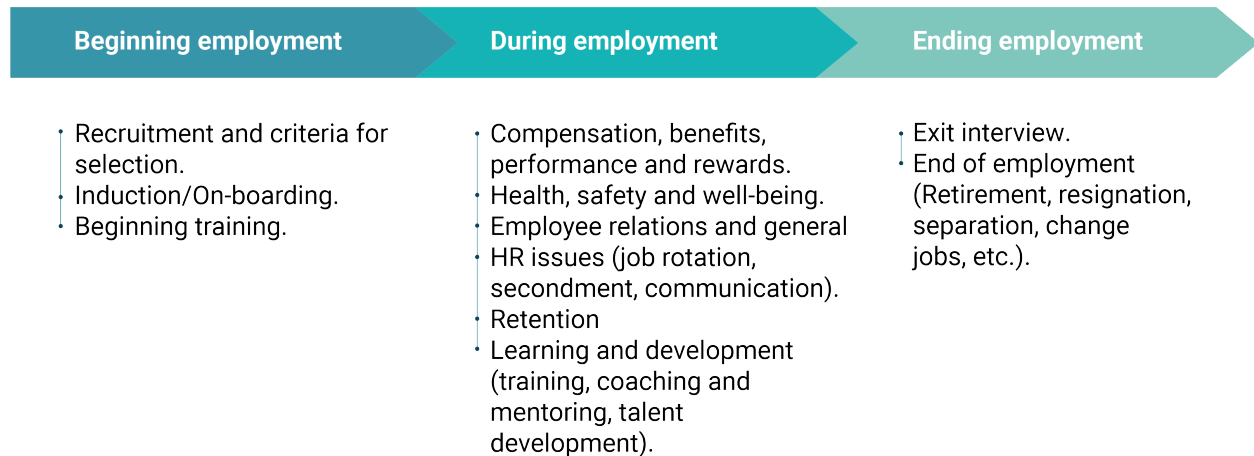 Beginning employment
During employment
Ending employment
Recruitment and criteria for
selection.
Induction/On-boarding.
Beginning training.
Compensation, benefits,
performance and rewards.
Health, safety and well-being.
Employee relations and general
HR issues (job rotation,
secondment, communication).
Retention
Learning and development
(training, coaching and
mentoring, talent
development).
Exit interview.
End of employment
(Retirement, resignation,
separation, change
jobs, etc.).